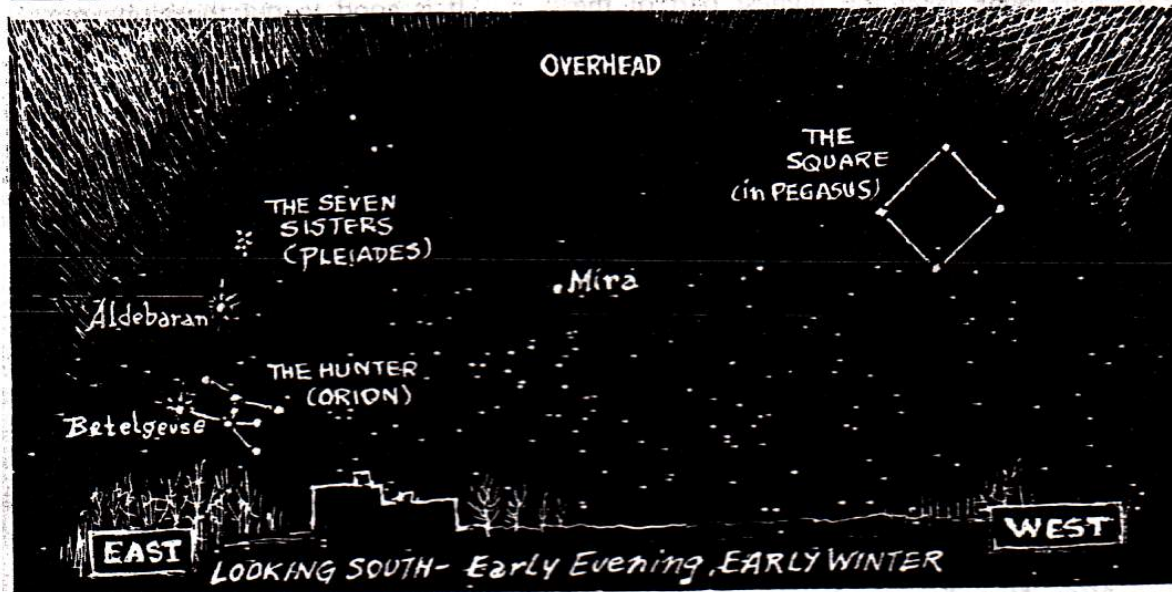 OVERHEAD
THE
SQUARE
(in PEGASUS)
THE SEVEN
SISTERS
(PLEIADES)
Mira
Aldebaran
THE HUNTER
(ORION)
Betelgeuse
EAST
WEST
LOOKING SOUTH- Early Evening, EARLY WINTER